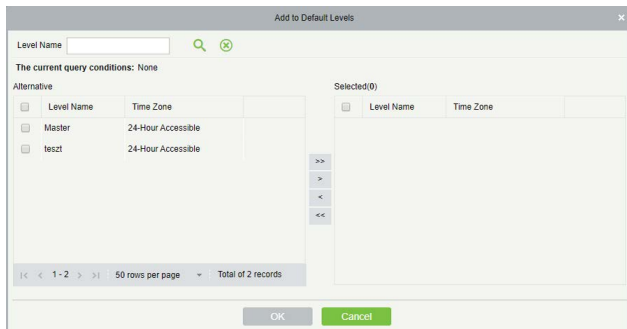 Add to Default Levels
Level Name
The current query conditions: None
Alternative
Selected(0)
Level Name Time Zone
Level Name Time Zone
Master 24-Hour Accessible
teszt 24-Hour Accessible
>>
>
<
<<
|< < 1 - 2 > >| 50 rows per page Total of 2 records
OK Cancel